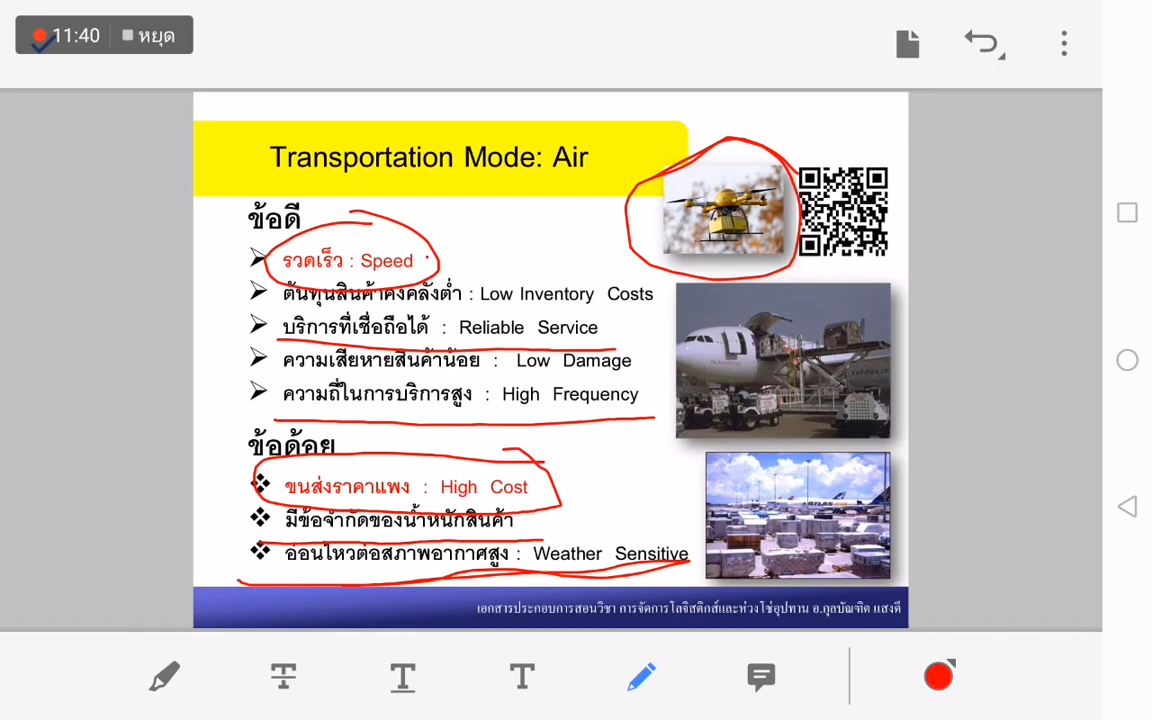 11:40 หยุด
Transportation Mode: Air
ข้อดี
รวดเร็ว : Speed
ต้นทุนสินค้าคงคลังต่ำ : Low Inventory Costs
บริการที่เชื่อถือได้ : Reliable Service
ความเสียหายสินค้าน้อย : Low Damage
ความถี่ในการบริการสูง : High Frequency
ข้อด้อย
ขนส่งราคาแพง : High Cost
มีข้อจำกัดของน้ำหนักสินค้า
อ่อนไหวต่อสภาพอากาศสูง : Weather Sensitive
เอกสารประกอบการสอนวิชา การจัดการโลจิสติกส์และห่วงโซ่อุปทาน อ.กุลบัณฑิต แสงดี
T T T